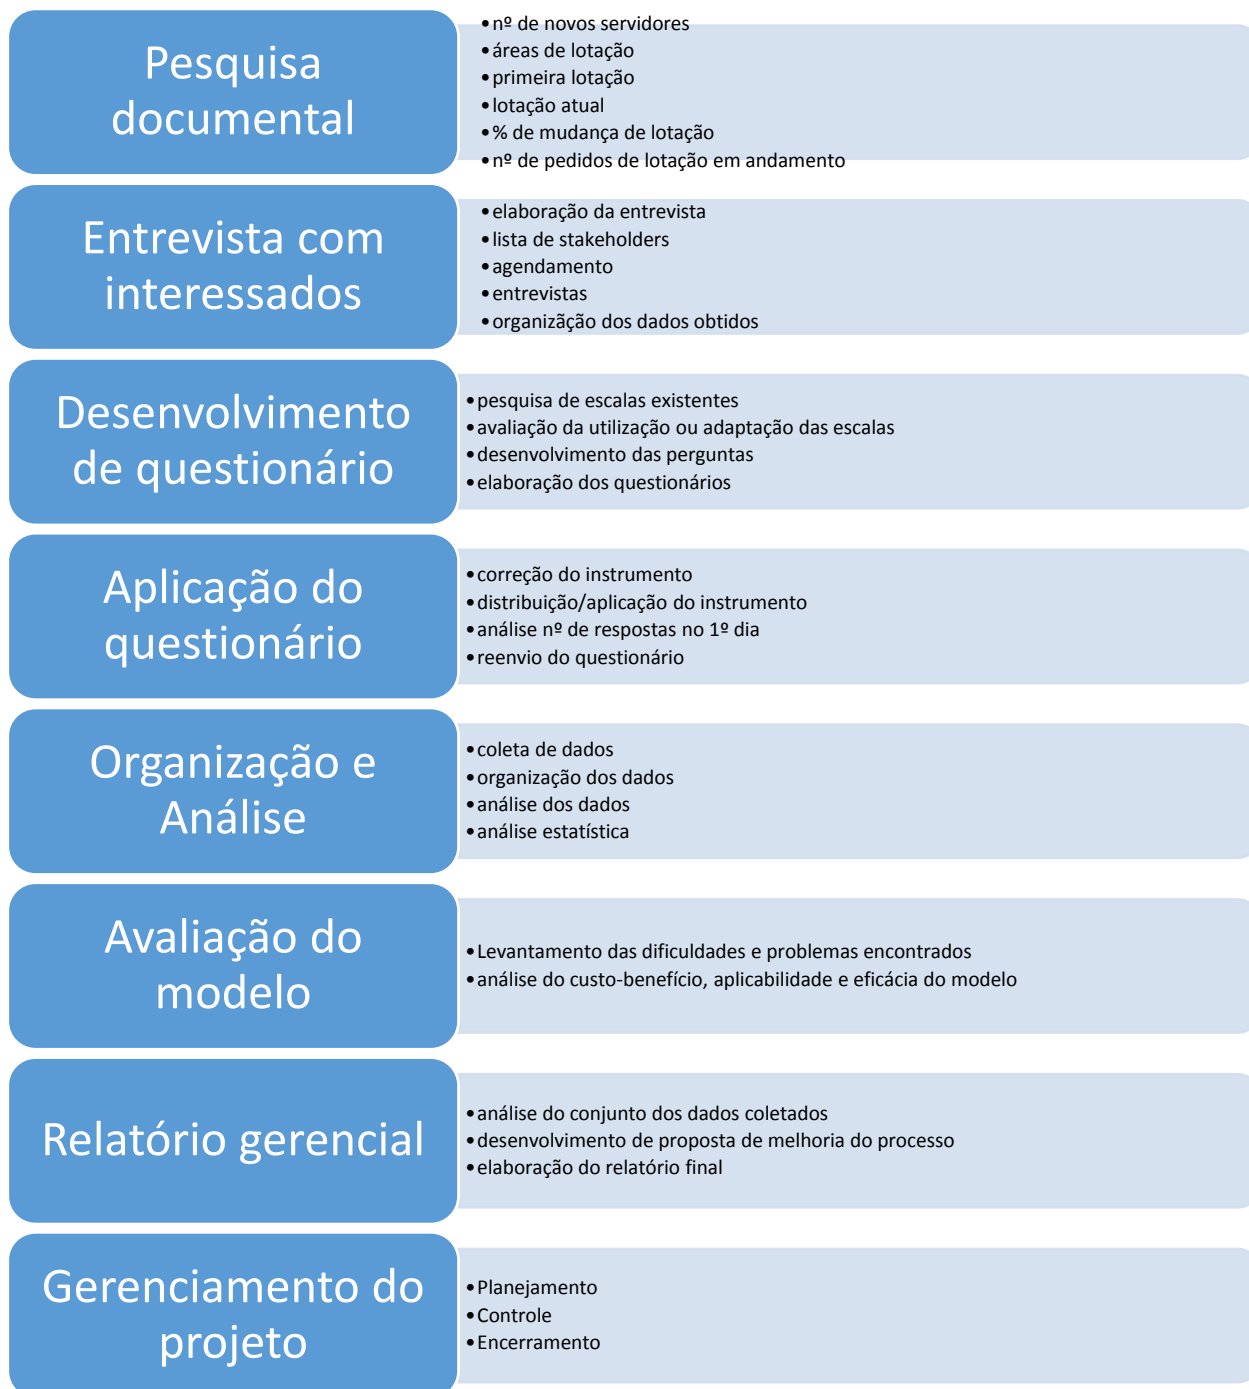 Pesquisa
documental
•nº de novos servidores
•áreas de lotação
•primeira lotação
•lotação atual
•% de mudança de lotação
•nº de pedidos de lotação em andamento
Entrevista com
interessados
•elaboração da entrevista
•lista de stakeholders
•agendamento
•entrevistas
•organizãção dos dados obtidos
Desenvolvimento
de questionário
•pesquisa de escalas existentes
•avaliação da utilização ou adaptação das escalas
•desenvolvimento das perguntas
•elaboração dos questionários
Aplicação do
questionário
•correção do instrumento
•distribuição/aplicação do instrumento
•análise nº de respostas no 1º dia
•reenvio do questionário
Organização e
Análise
•coleta de dados
•organização dos dados
•análise dos dados
•análise estatística
Avaliação do
modelo
•Levantamento das dificuldades e problemas encontrados
•análise do custo-benefício, aplicabilidade e eficácia do modelo
Relatório gerencial
•análise do conjunto dos dados coletados
•desenvolvimento de proposta de melhoria do processo
•elaboração do relatório final
Gerenciamento do
projeto
•Planejamento
•Controle
•Encerramento